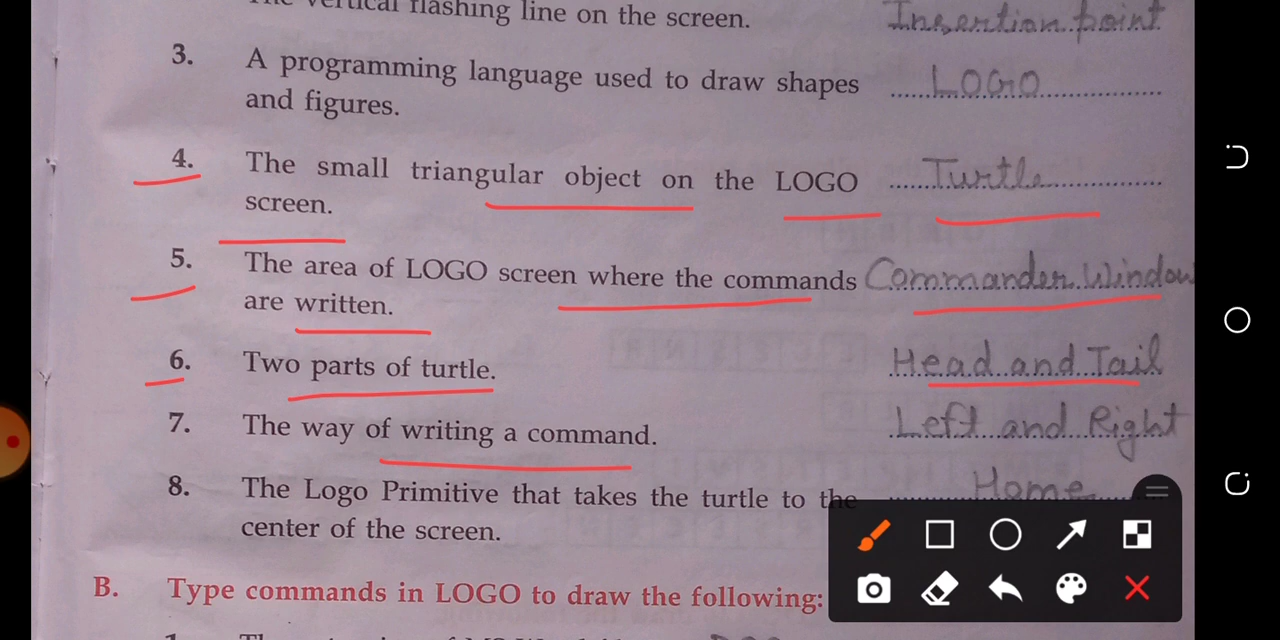 The vertical flashing line on the screen. Insertion point
3. A programming language used to draw shapes ......LOGO..................
and figures.
4. The small triangular object on the LOGO ......Turtle..................
screen.
5. The area of LOGO screen where the commands Commander Window
are written.
6. Two parts of turtle. Head and Tail
7. The way of writing a command. Left and Right
8. The Logo Primitive that takes the turtle to the Home
center of the screen.
B. Type commands in LOGO to draw the following: